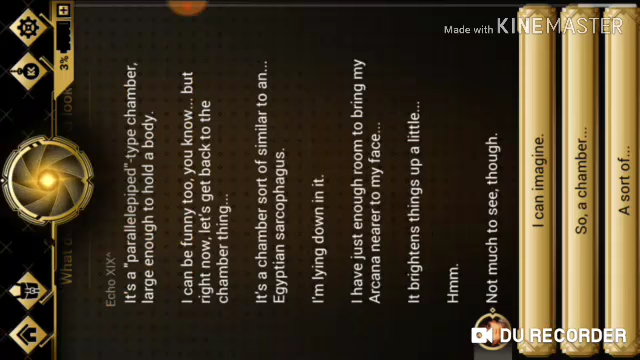 Made with KINEMASTER
3%
Echo XIX^
It's a "parallelepiped"-type chamber,
large enough to hold a body.
I can be funny too, you know... but
right now, let's get back to the
chamber thing...
It's a chamber sort of similar to an...
Egyptian sarcophagus.
I'm lying down in it.
I have just enough room to bring my
Arcana nearer to my face...
It brightens things up a little...
Hmm.
Not much to see, though.
I can imagine.
So, a chamber...
A sort of...
DU RECORDER